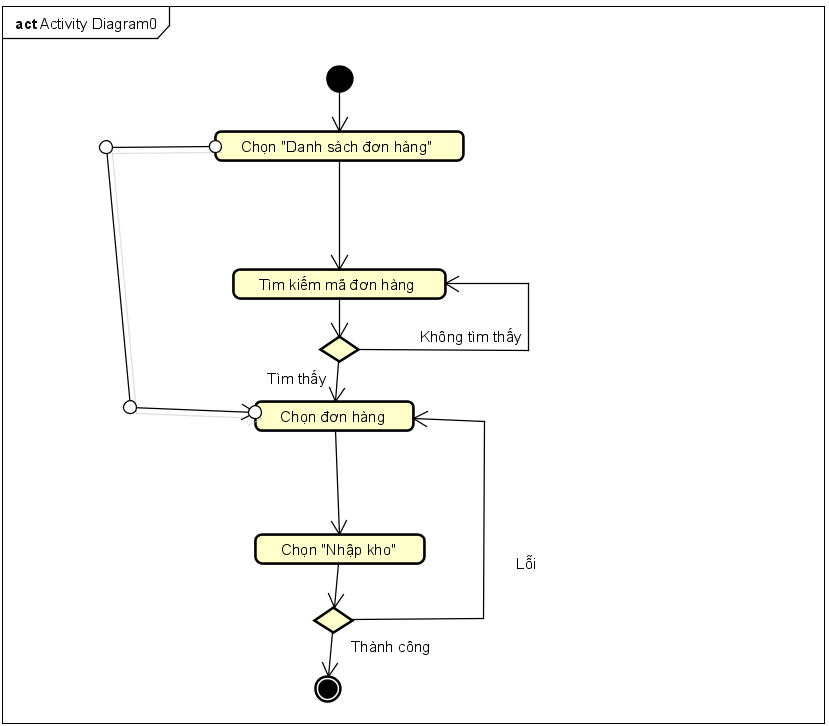 act Activity Diagram0
Chọn "Danh sách đơn hàng"
Tìm kiếm mã đơn hàng
Không tìm thấy
Tìm thấy
Chọn đơn hàng
Chọn "Nhập kho"
Lỗi
Thành công